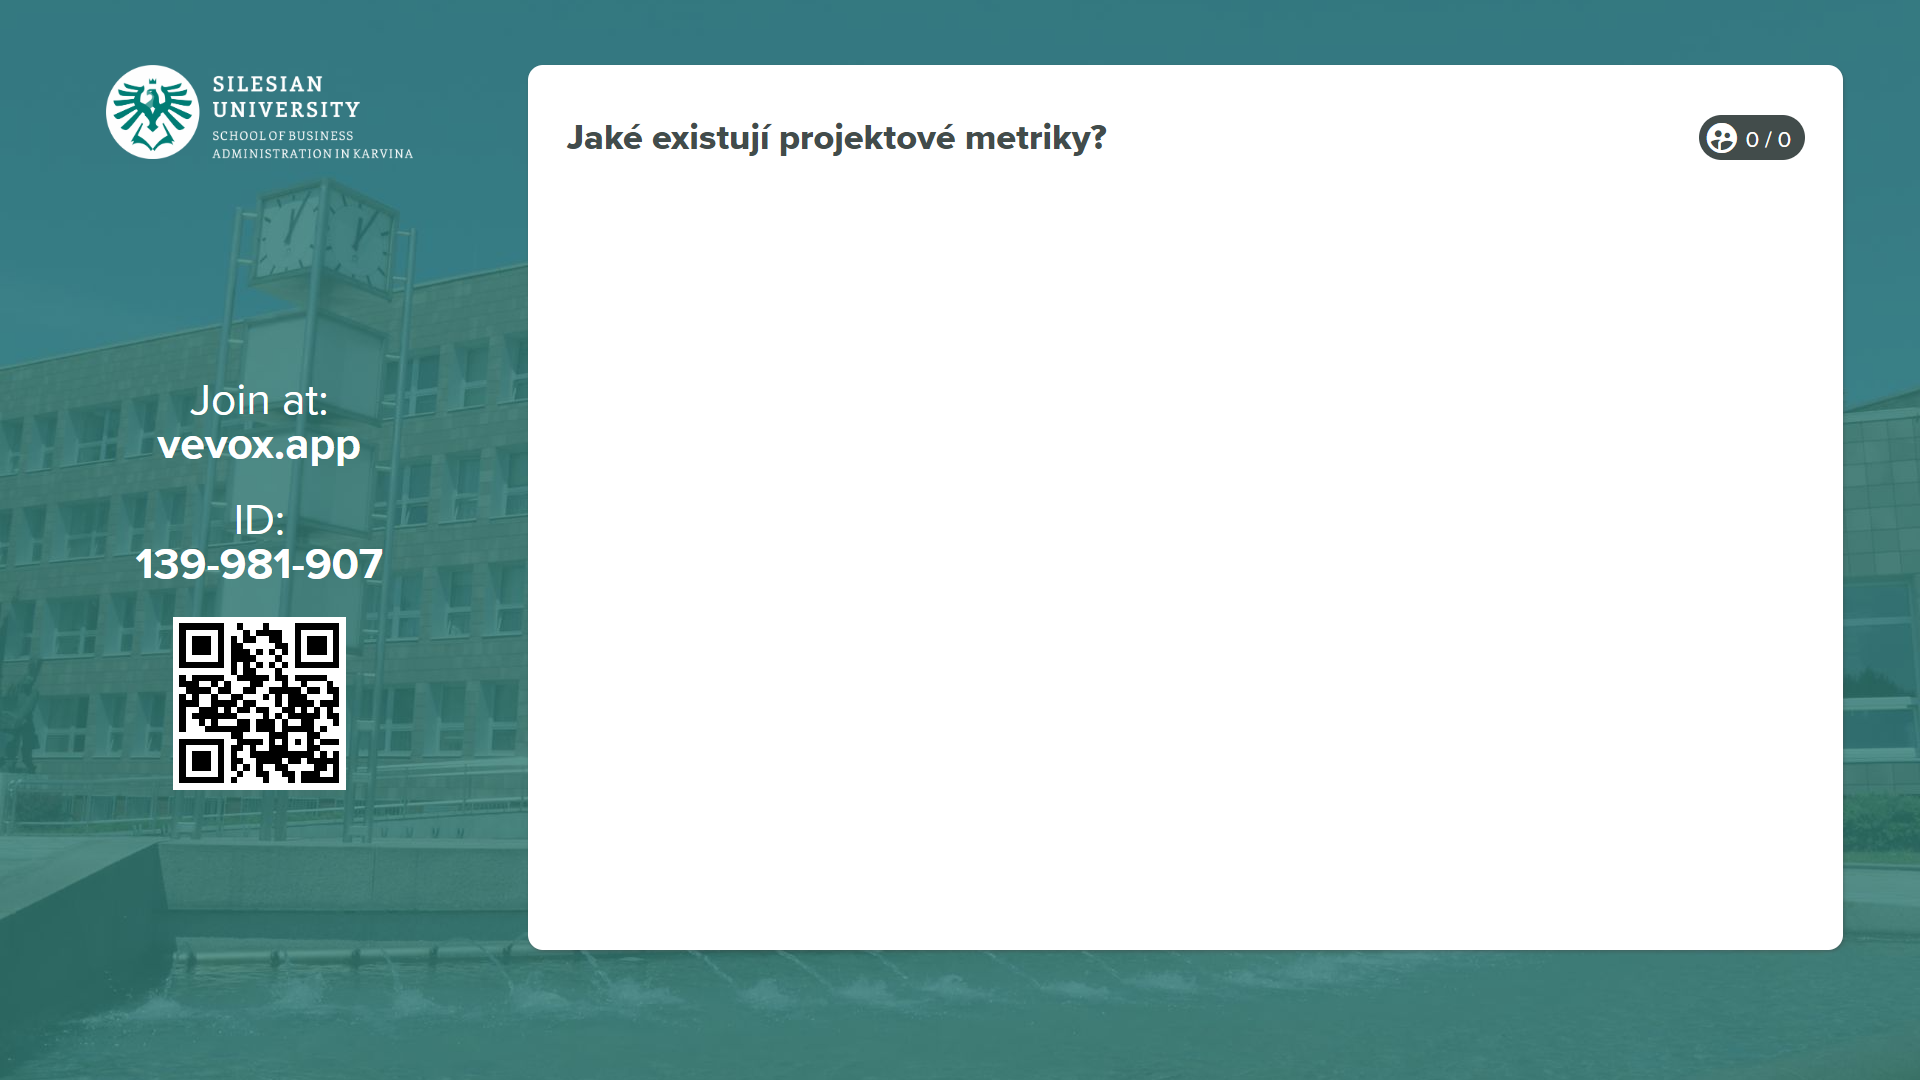 SILESIAN
UNIVERSITY
SCHOOL OF BUSINESS
ADMINISTRATION IN KARVINA
Join at:
vevox.app
ID:
139-981-907
Jaké existují projektové metriky?
0 / 0